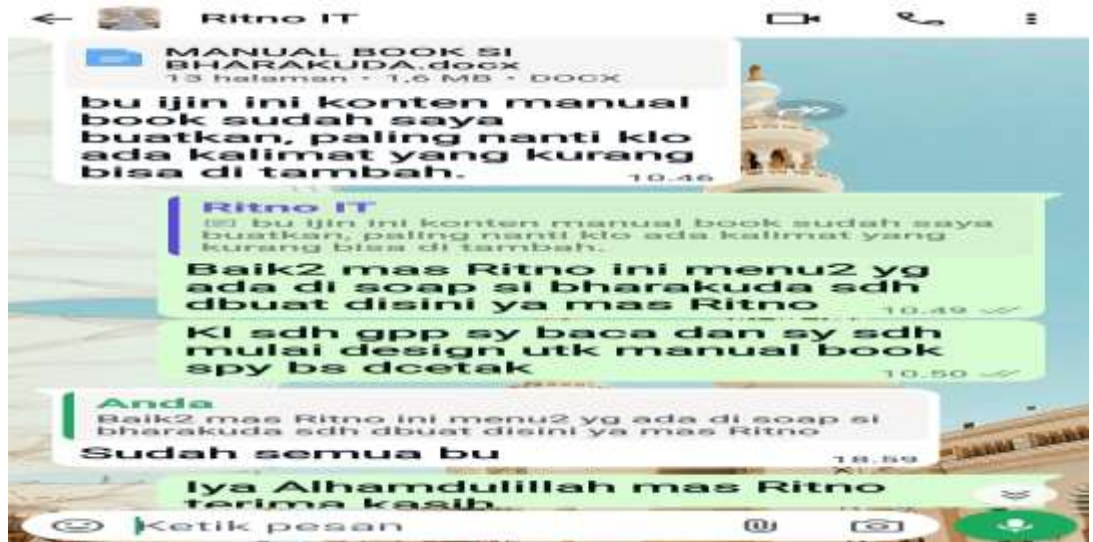 Ritno IT
MANUAL BOOK SI
BHARAKUDA.docx
13 halaman • 1,6 MB • DOCX
bu ijin ini konten manual
book sudah saya
buatkan, paling nanti klo
ada kalimat yang kurang
bisa di tambah.
10.46
Ritno IT
bu ijin ini konten manual book sudah saya
buatkan, paling nanti klo ada kalimat yang
kurang bisa di tambah.
Baik2 mas Ritno ini menu2 yg
ada di soap si bharakuda sdh
dbuat disini ya mas Ritno
10.49
Kl sdh gpp sy baca dan sy sdh
mulai design utk manual book
spy bs dcetak
10.50
Anda
Baik2 mas Ritno ini menu2 yg ada di soap si
bharakuda sdh dbuat disini ya mas Ritno
Sudah semua bu
18.59
Iya Alhamdulillah mas Ritno
terima kasih
Ketik pesan